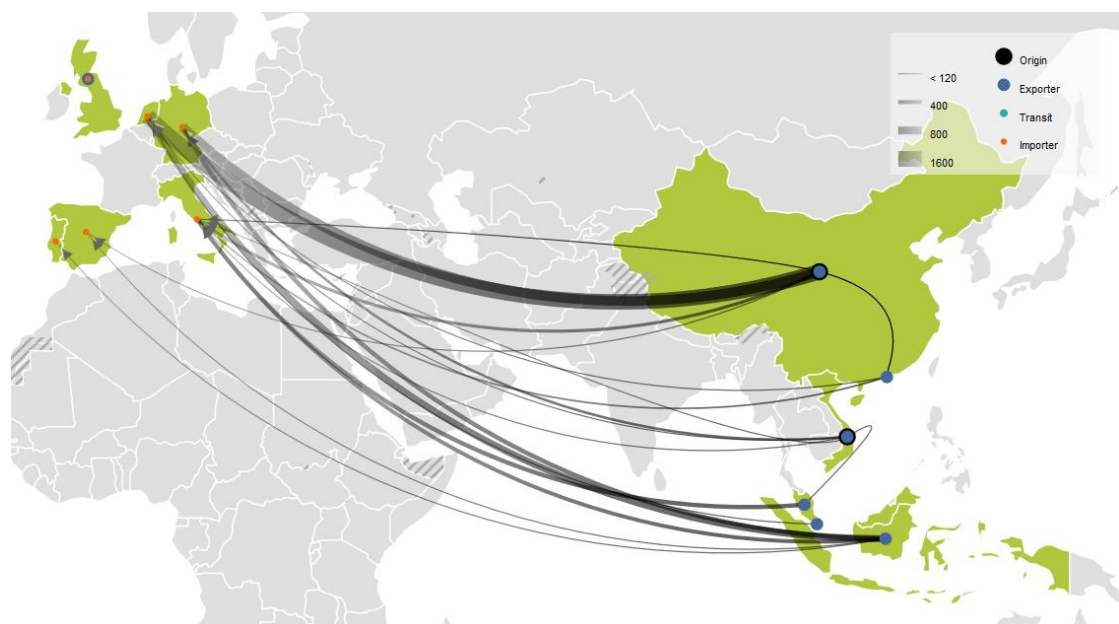 Origin
< 120
Exporter
400
Transit
800
Importer
1600